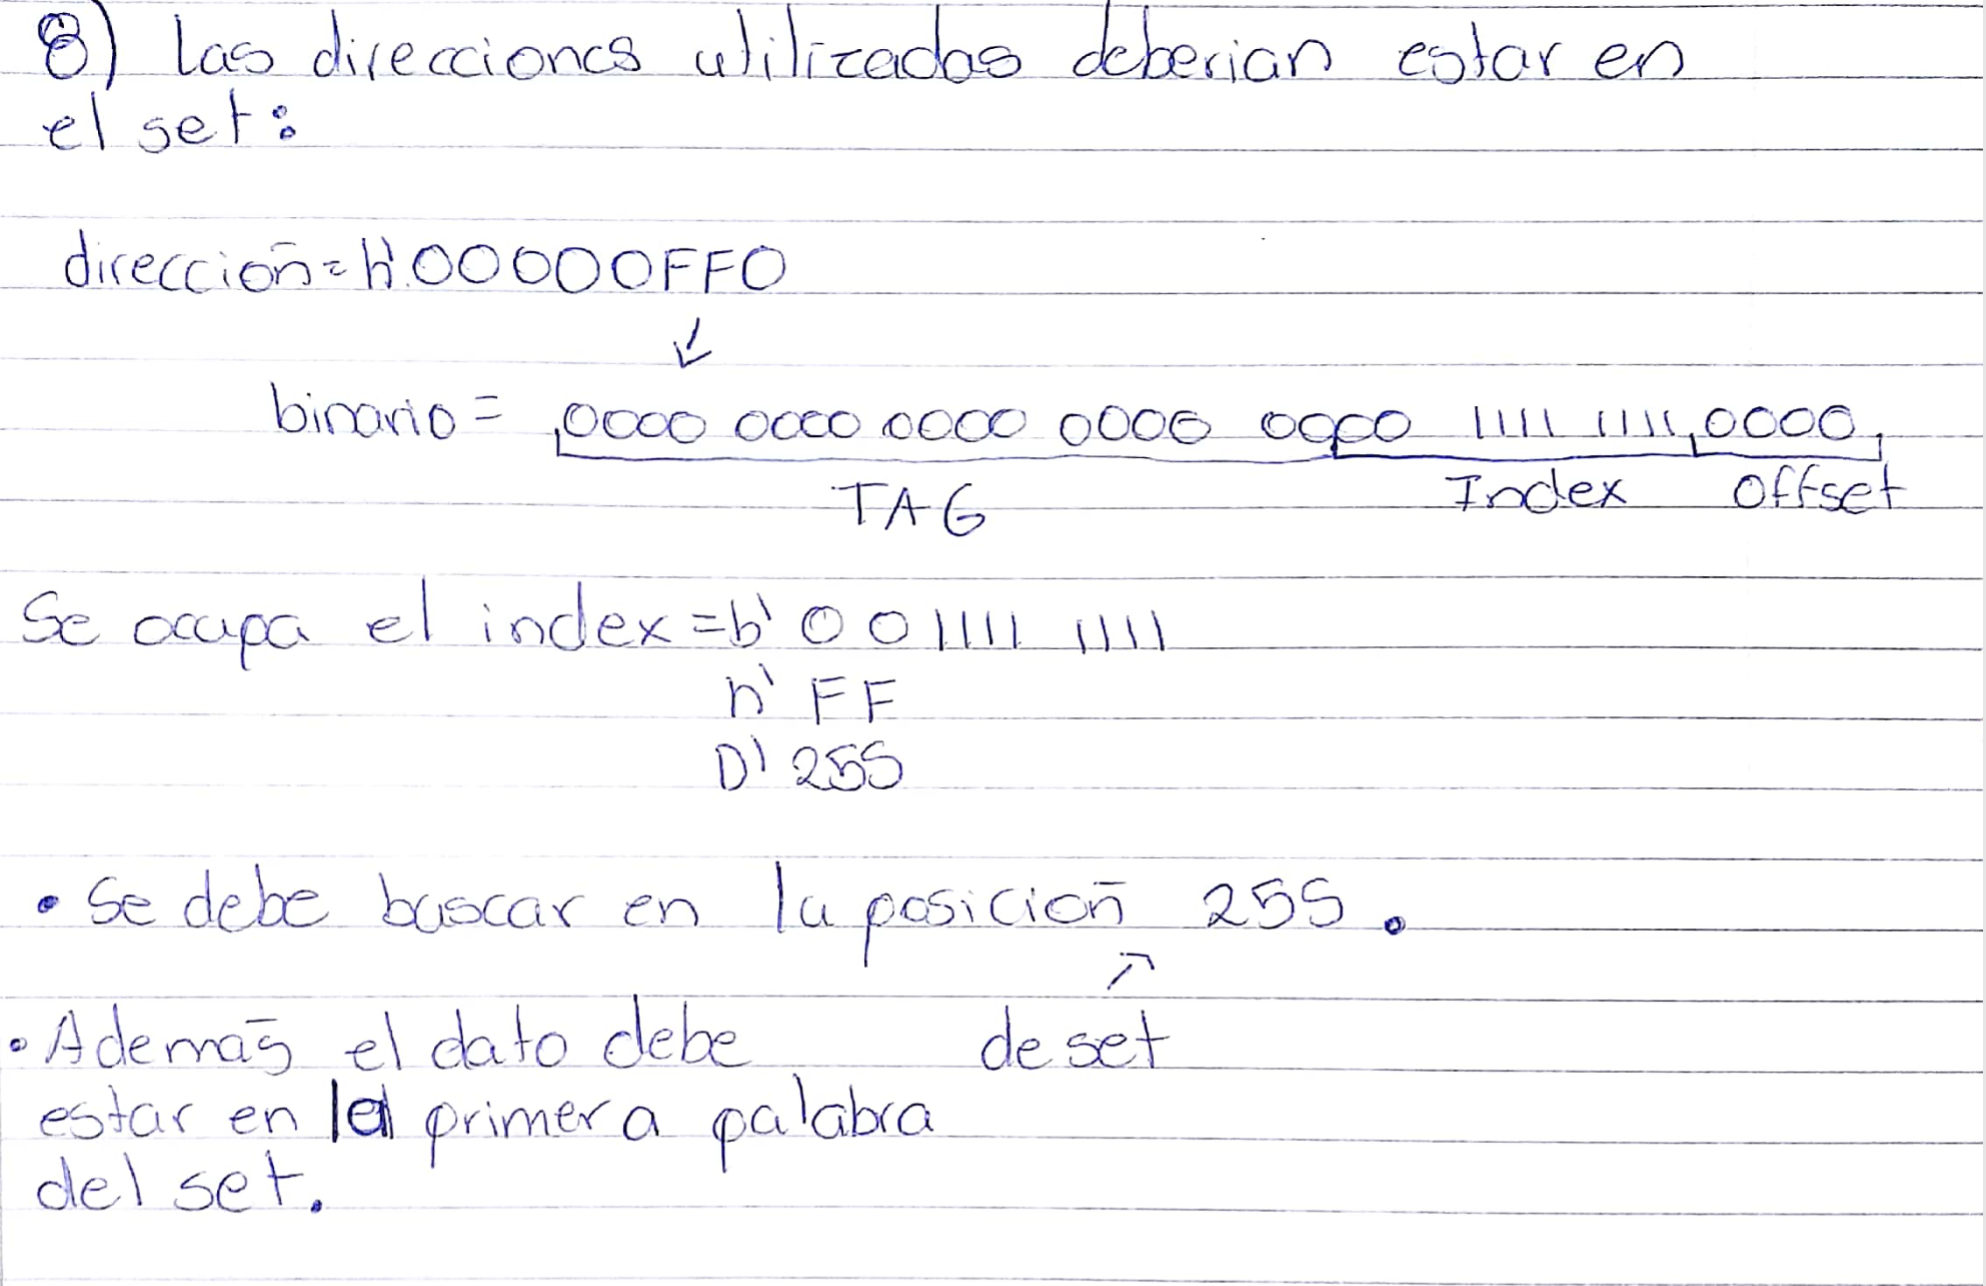 8) Las direcciones utilizadas deberian estar en
el set:
dirección = h'00000FF0
↓
binario = 0000 0000 0000 0000 0000 1111 1111 0000
TAG Index Offset
Se ocupa el index = b' 0 0 1111 1111
h' FF
D' 255
• Se debe buscar en la posición 255.
• Además el dato debe de set
estar en la primera palabra
del set.